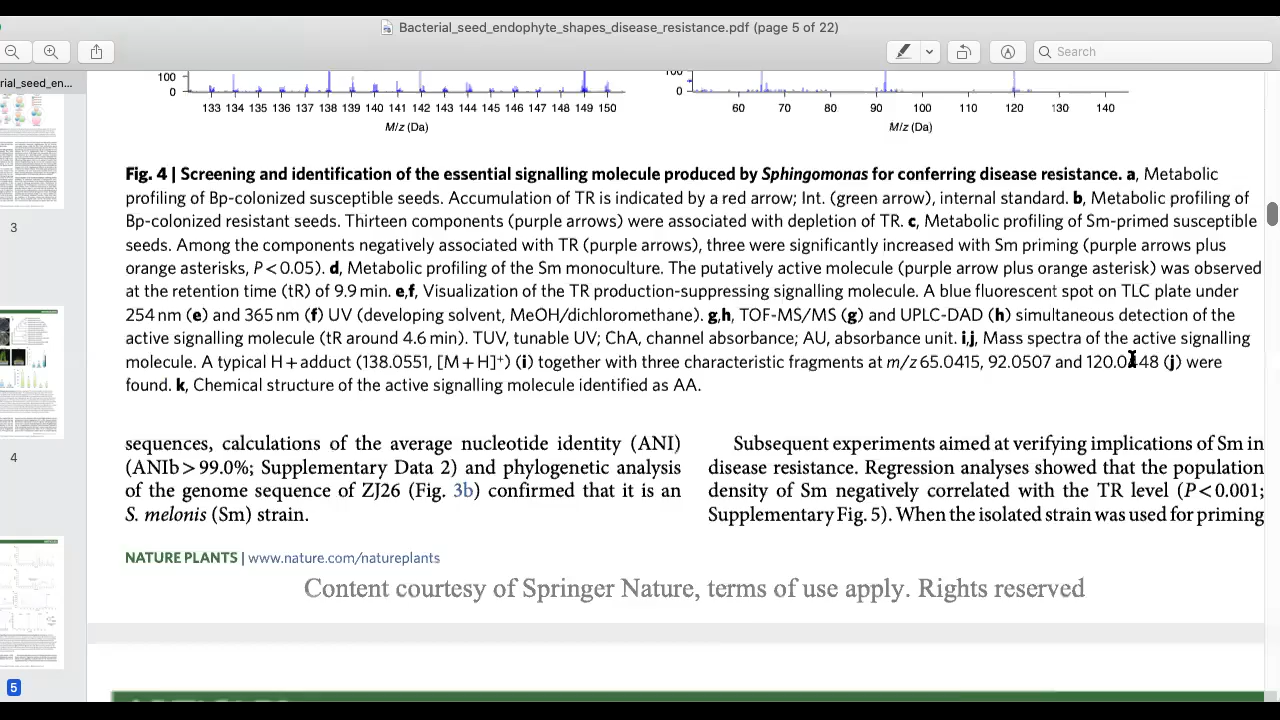 Bacterial_seed_endophyte_shapes_disease_resistance.pdf (page 5 of 22)
Search
rial_seed_en...
3
4
5
100
0
133 134 135 136 137 138 139 140 141 142 143 144 145 146 147 148 149 150
M/z (Da)
100
0
60 70 80 90 100 110 120 130 140
M/z (Da)
Fig. 4 | Screening and identification of the essential signalling molecule produced by Sphingomonas for conferring disease resistance. a, Metabolic
profiling of Bp-colonized susceptible seeds. Accumulation of TR is indicated by a red arrow; Int. (green arrow), internal standard. b, Metabolic profiling of
Bp-colonized resistant seeds. Thirteen components (purple arrows) were associated with depletion of TR. c, Metabolic profiling of Sm-primed susceptible
seeds. Among the components negatively associated with TR (purple arrows), three were significantly increased with Sm priming (purple arrows plus
orange asterisks, P < 0.05). d, Metabolic profiling of the Sm monoculture. The putatively active molecule (purple arrow plus orange asterisk) was observed
at the retention time (tR) of 9.9 min. e,f, Visualization of the TR production-suppressing signalling molecule. A blue fluorescent spot on TLC plate under
254 nm (e) and 365 nm (f) UV (developing solvent, MeOH/dichloromethane). g,h, TOF-MS/MS (g) and UPLC-DAD (h) simultaneous detection of the
active signalling molecule (tR around 4.6 min). TUV, tunable UV; ChA, channel absorbance; AU, absorbance unit. i,j, Mass spectra of the active signalling
molecule. A typical H + adduct (138.0551, [M + H]⁺) (i) together with three characteristic fragments at m/z 65.0415, 92.0507 and (j) were
found. k, Chemical structure of the active signalling molecule identified as AA.
sequences, calculations of the average nucleotide identity (ANI)
(ANIb > 99.0%; Supplementary Data 2) and phylogenetic analysis
of the genome sequence of ZJ26 (Fig. 3b) confirmed that it is an
S. melonis (Sm) strain.
Subsequent experiments aimed at verifying implications of Sm in
disease resistance. Regression analyses showed that the population
density of Sm negatively correlated with the TR level (P < 0.001;
Supplementary Fig. 5). When the isolated strain was used for priming
NATURE PLANTS | www.nature.com/natureplants
Content courtesy of Springer Nature, terms of use apply. Rights reserved